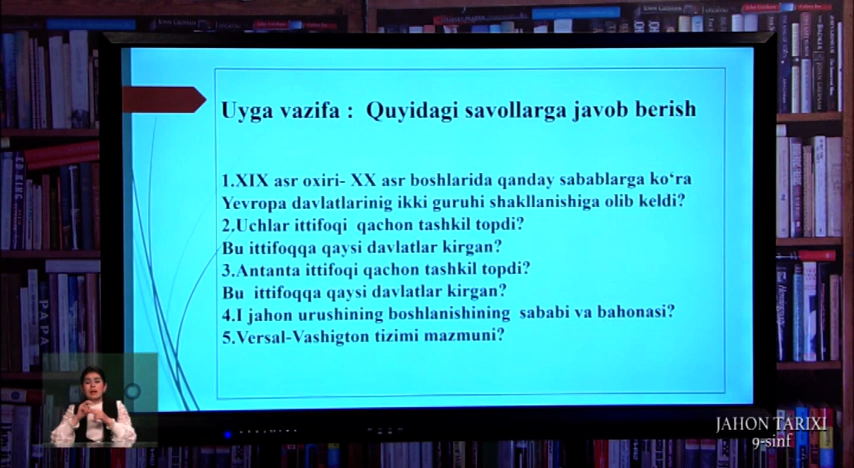 Uyga vazifa : Quyidagi savollarga javob berish
1.XIX asr oxiri- XX asr boshlarida qanday sabablarga ko‘ra
Yevropa davlatlarinig ikki guruhi shakllanishiga olib keldi?
2.Uchlar ittifoqi qachon tashkil topdi?
Bu ittifoqqa qaysi davlatlar kirgan?
3.Antanta ittifoqi qachon tashkil topdi?
Bu ittifoqqa qaysi davlatlar kirgan?
4.I jahon urushining boshlanishining sababi va bahonasi?
5.Versal-Vashigton tizimi mazmuni?
JAHON TARIXI
9-sinf